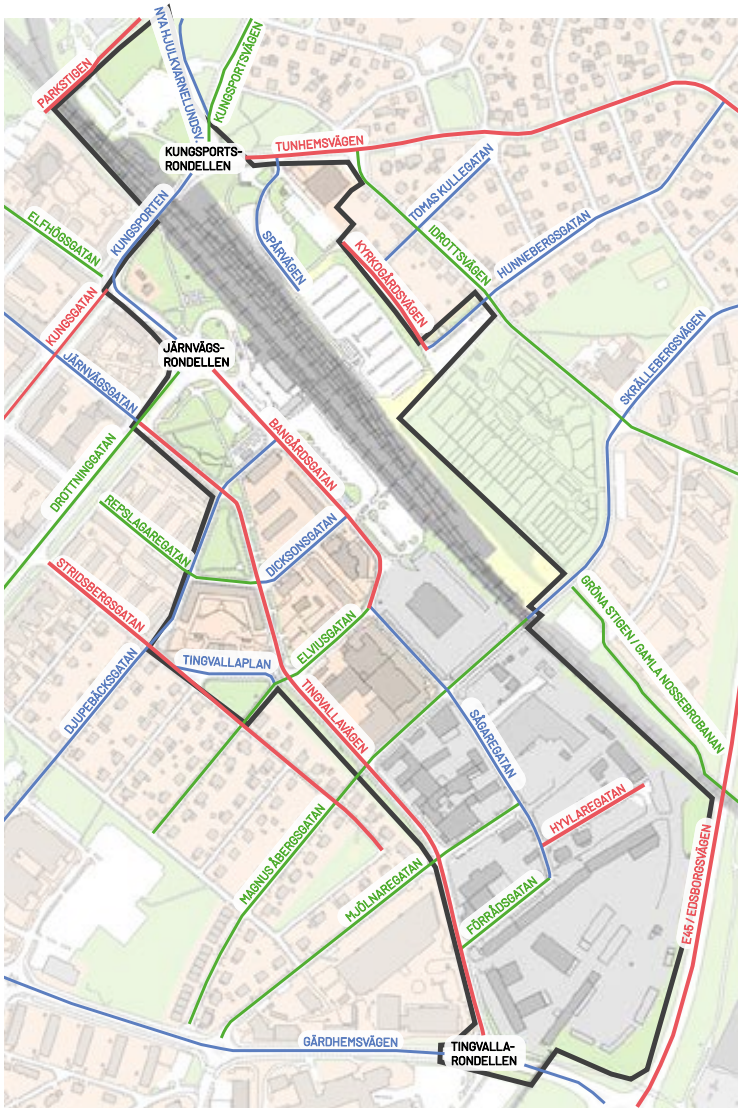 PARKSTIGEN
NYA HJULKVARNELUNDSV.
KUNGSPORTSVÄGEN
KUNGSPORTS-
RONDELLEN
TUNHEMSVÄGEN
TOMAS KULLEGATAN
ELFHÖGSGATAN
KUNGSPORTEN
SPÅRVÄGEN
KYRKOGÅRDSVÄGEN
IDROTTSVÄGEN
HUNNEBERGSGATAN
KUNGSGATAN
JÄRNVÄGS-
RONDELLEN
JÄRNVÄGSGATAN
SKRÄLLEBERGSVÄGEN
DROTTNINGGATAN
BANGÅRDSGATAN
REPSLAGAREGATAN
DICKSONSGATAN
STRIDSBERGSGATAN
GRÖNA STIGEN / GAMLA NOSSEBROBANAN
ELVIUSGATAN
TINGVALLAPLAN
DJUPEBÄCKSGATAN
TINGVALLAVÄGEN
SÅGAREGATAN
HYVLAREGATAN
MAGNUS ÅBERGSGATAN
MJÖLNAREGATAN
FÖRRÅDSGATAN
E45 / EDSBORGSVÄGEN
GÄRDHEMSVÄGEN
TINGVALLA-
RONDELLEN